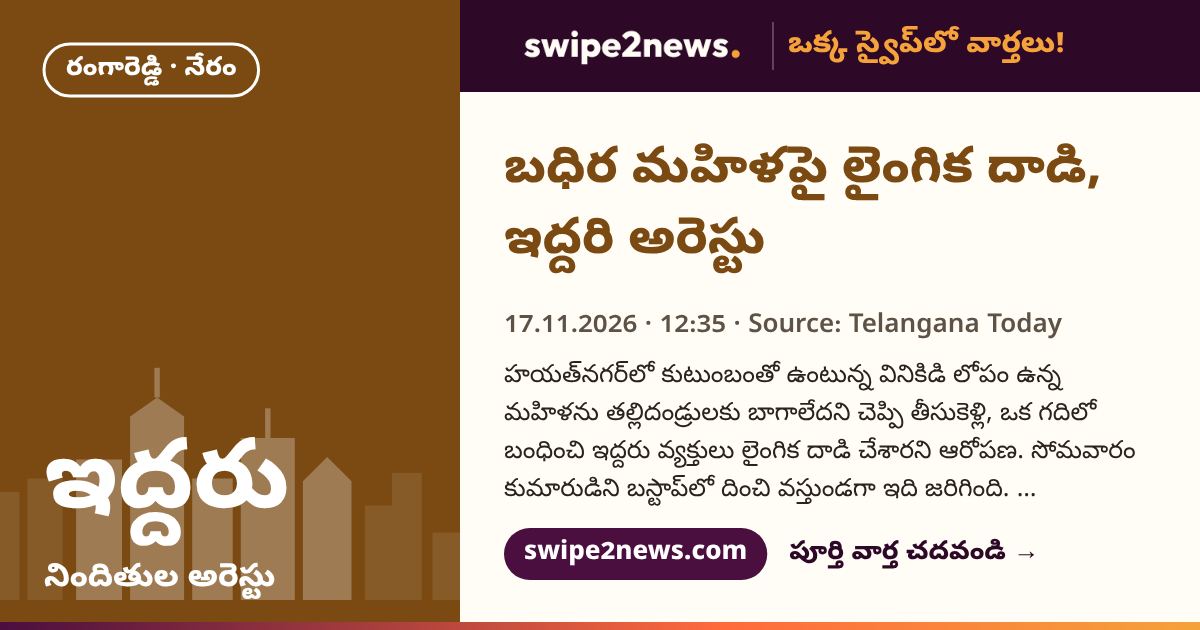 రంగారెడ్డి · నేరం
ఇద్దరు
నిందితుల అరెస్టు
swipe2news.
ఒక్క స్వైప్‌లో వార్తలు!
బధిర మహిళపై లైంగిక దాడి,
ఇద్దరి అరెస్టు
17.11.2026 · 12:35 · Source: Telangana Today
హయత్‌నగర్‌లో కుటుంబంతో ఉంటున్న వినికిడి లోపం ఉన్న
మహిళను తల్లిదండ్రులకు బాగాలేదని చెప్పి తీసుకెళ్లి, ఒక గదిలో
బంధించి ఇద్దరు వ్యక్తులు లైంగిక దాడి చేశారని ఆరోపణ. సోమవారం
కుమారుడిని బస్టాప్‌లో దించి వస్తుండగా ఇది జరిగింది. ...
swipe2news.com
పూర్తి వార్త చదవండి →